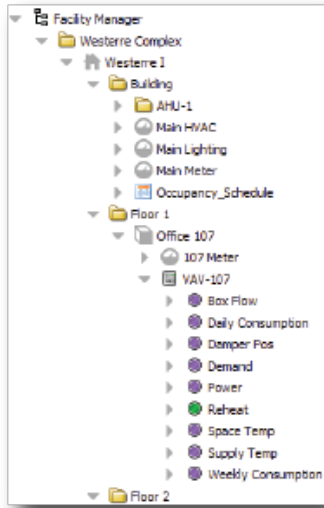 Facility Manager
Westerre Complex
Westerre I
Building
AHU-1
Main HVAC
Main Lighting
Main Meter
Occupancy_Schedule
Floor 1
Office 107
107 Meter
VAV-107
Box Flow
Daily Consumption
Damper Pos
Demand
Power
Reheat
Space Temp
Supply Temp
Weekly Consumption
Floor 2